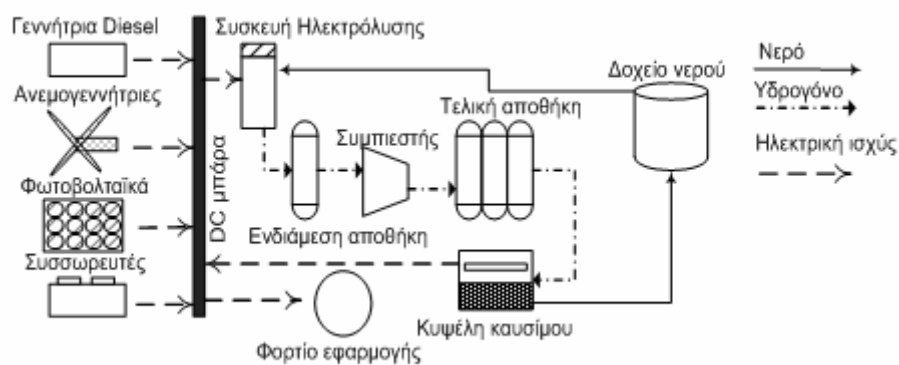 Γεννήτρια Diesel
Ανεμογεννήτριες
Φωτοβολταϊκά
Συσσωρευτές
DC μπάρα
Συσκευή Ηλεκτρόλυσης
Ενδιάμεση αποθήκη
Συμπιεστής
Τελική αποθήκη
Δοχείο νερού
Κυψέλη καυσίμου
Φορτίο εφαρμογής
Νερό
Υδρογόνο
Ηλεκτρική ισχύς